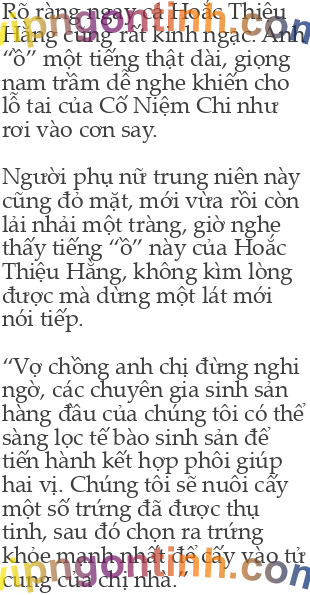 Rõ ràng ngay cả Hoắc Thiệu
Hằng cũng rất kinh ngạc. Anh
“ồ” một tiếng thật dài, giọng
nam trầm dễ nghe khiến cho
lỗ tai của Cố Niệm Chi như
rơi vào cơn say.
Người phụ nữ trung niên này
cũng đỏ mặt, mới vừa rồi còn
lải nhải một tràng, giờ nghe
thấy tiếng “ồ” này của Hoắc
Thiệu Hằng, không kìm lòng
được mà dừng một lát mới
nói tiếp.
“Vợ chồng anh chị đừng nghi
ngờ, các chuyên gia sinh sản
hàng đầu của chúng tôi có thể
sàng lọc tế bào sinh sản để
tiến hành kết hợp phôi giúp
hai vị. Chúng tôi sẽ nuôi cấy
một số trứng đã được thụ
tinh, sau đó chọn ra trứng
khỏe mạnh nhất để cấy vào tử
cung của chị nhà.”
vipngontinh.com
vipngontinh.com